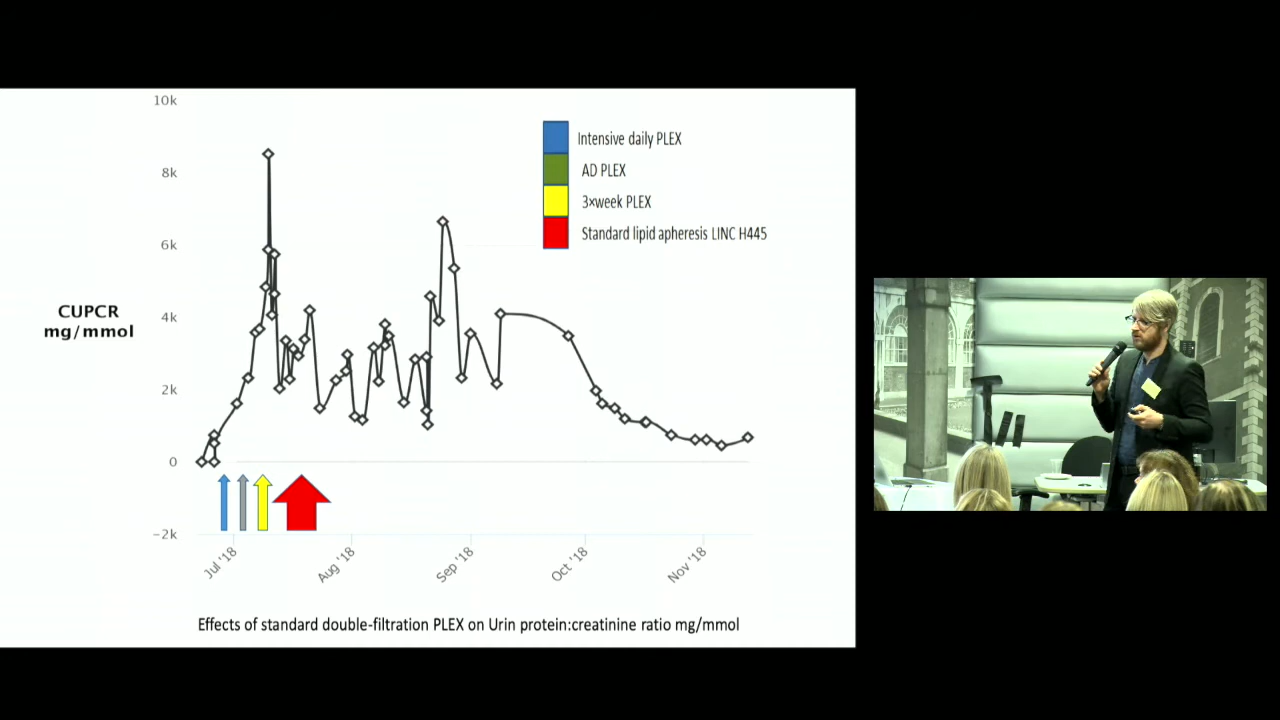 10k
8k
6k
4k
2k
0
−2k
CUPCR
mg/mmol
Intensive daily PLEX
AD PLEX
3×week PLEX
Standard lipid apheresis LINC H445
Jul '18
Aug '18
Sep '18
Oct '18
Nov '18
Effects of standard double-filtration PLEX on Urin protein:creatinine ratio mg/mmol